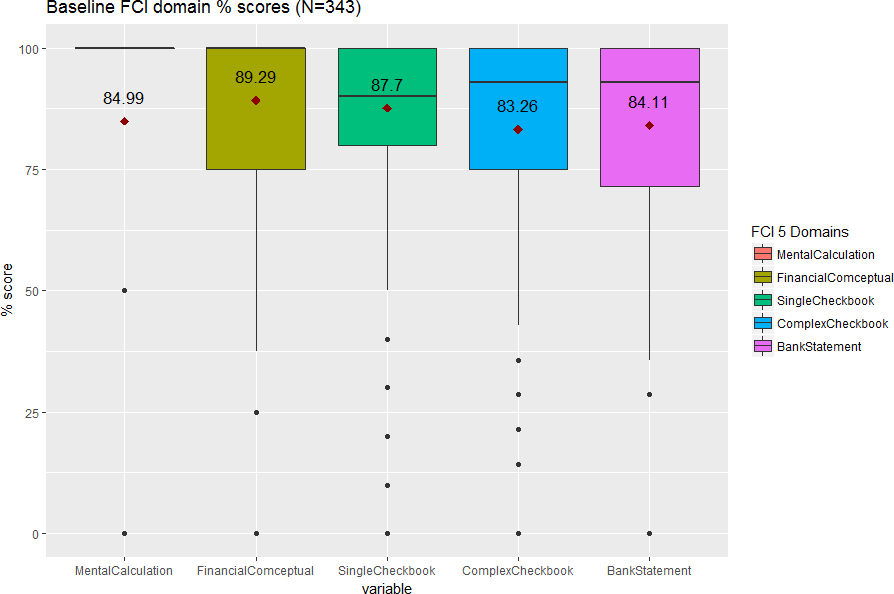 Baseline FCI domain % scores (N=343)
100
75
50
25
0
% score
84.99
89.29
87.7
83.26
84.11
MentalCalculation
FinancialComceptual
SingleCheckbook
ComplexCheckbook
BankStatement
variable
FCI 5 Domains
MentalCalculation
FinancialComceptual
SingleCheckbook
ComplexCheckbook
BankStatement